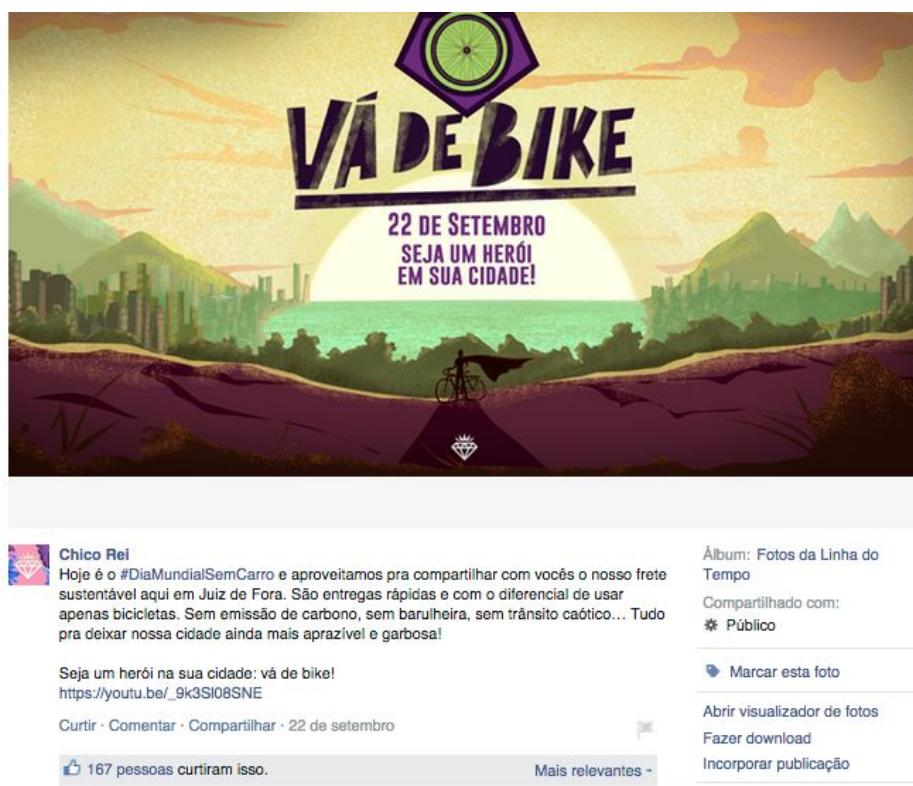 VÁ DE BIKE
22 DE SETEMBRO
SEJA UM HERÓI
EM SUA CIDADE!
Chico Rei
Hoje é o #DiaMundialSemCarro e aproveitamos pra compartilhar com vocês o nosso frete
sustentável aqui em Juiz de Fora. São entregas rápidas e com o diferencial de usar
apenas bicicletas. Sem emissão de carbono, sem barulheira, sem trânsito caótico... Tudo
pra deixar nossa cidade ainda mais aprazível e garbosa!
Seja um herói na sua cidade: vá de bike!
https://youtu.be/_9k3Sl08SNE
Curtir · Comentar · Compartilhar · 22 de setembro
167 pessoas curtiram isso.
Mais relevantes
Álbum: Fotos da Linha do
Tempo
Compartilhado com:
Público
Marcar esta foto
Abrir visualizador de fotos
Fazer download
Incorporar publicação